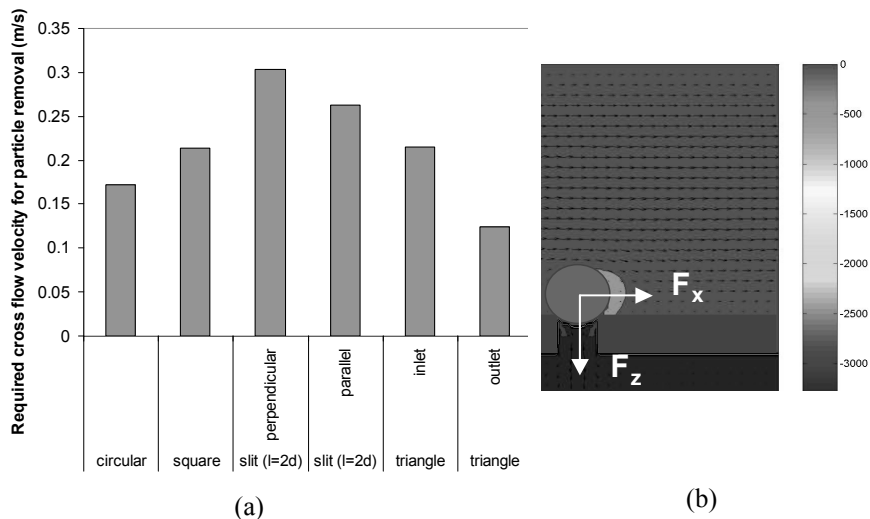 Required cross flow velocity for particle removal (m/s)
0.35
0.3
0.25
0.2
0.15
0.1
0.05
0
perpendicular
parallel
inlet
outlet
circular
square
slit (l=2d)
slit (l=2d)
triangle
triangle
(a)
0
-500
-1000
-1500
-2000
-2500
-3000
Fx
Fz
(b)